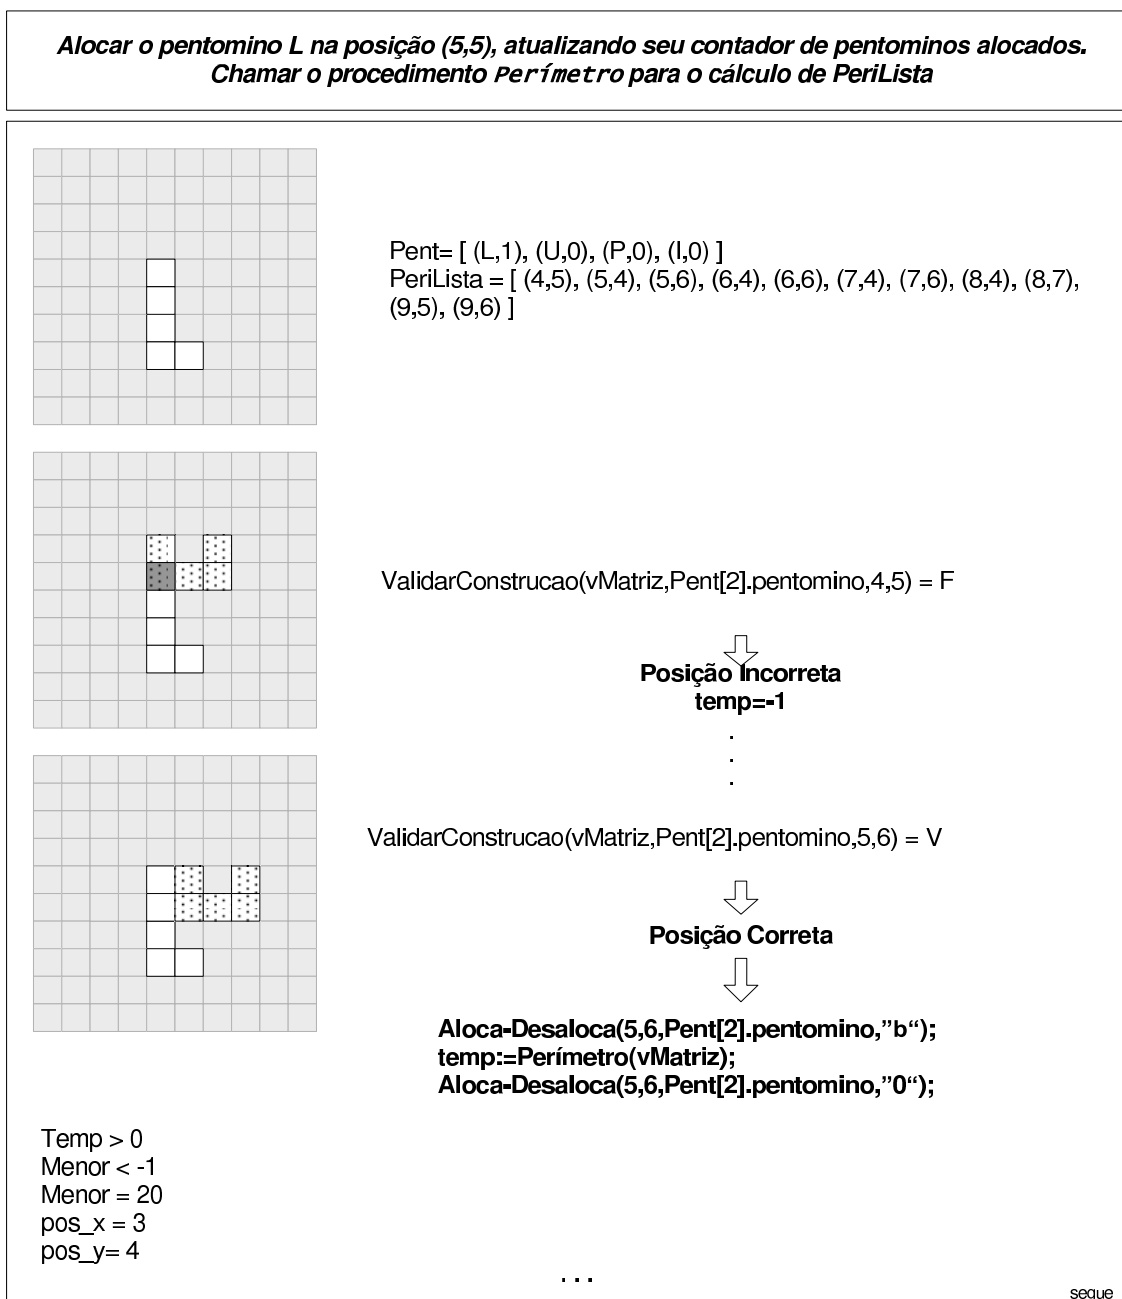 Alocar o pentomino L na posição (5,5), atualizando seu contador de pentominos alocados.
Chamar o procedimento Perímetro para o cálculo de PeriLista
Pent= [ (L,1), (U,0), (P,0), (I,0) ]
PeriLista = [ (4,5), (5,4), (5,6), (6,4), (6,6), (7,4), (7,6), (8,4), (8,7),
(9,5), (9,6) ]
ValidarConstrucao(vMatriz,Pent[2].pentomino,4,5) = F
Posição Incorreta
temp=-1
.
.
.
ValidarConstrucao(vMatriz,Pent[2].pentomino,5,6) = V
Posição Correta
Aloca-Desaloca(5,6,Pent[2].pentomino,”b“);
temp:=Perímetro(vMatriz);
Aloca-Desaloca(5,6,Pent[2].pentomino,”0“);
Temp > 0
Menor < -1
Menor = 20
pos_x = 3
pos_y= 4
. . .
segue